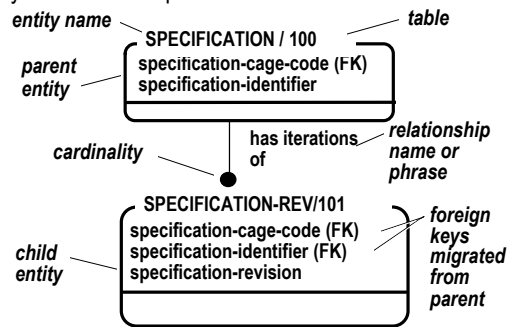 entity name
SPECIFICATION / 100
table
specification-cage-code (FK)
specification-identifier
parent
entity
cardinality
has iterations
of
relationship
name or
phrase
SPECIFICATION-REV/101
specification-cage-code (FK)
specification-identifier (FK)
specification-revision
child
entity
foreign
keys
migrated
from
parent